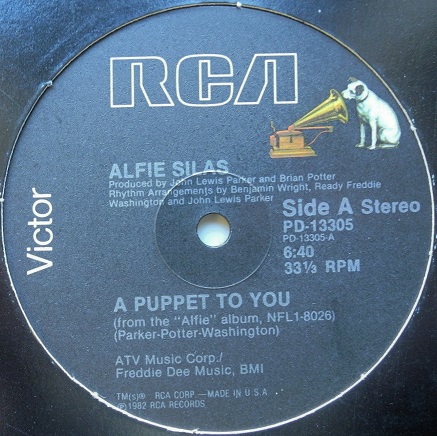 RCA
Victor
ALFIE SILAS
Produced by John Lewis Parker and Brian Potter
Rhythm Arrangements by Benjamin Wright, Ready Freddie
Washington and John Lewis Parker
Side A Stereo
PD-13305
PD-13305-A
6:40
33⅓ RPM
A PUPPET TO YOU
(from the "Alfie" album, NFL1-8026)
(Parker-Potter-Washington)
ATV Music Corp./
Freddie Dee Music, BMI
TM(s)® RCA CORP.—MADE IN U.S.A
©1982 RCA RECORDS